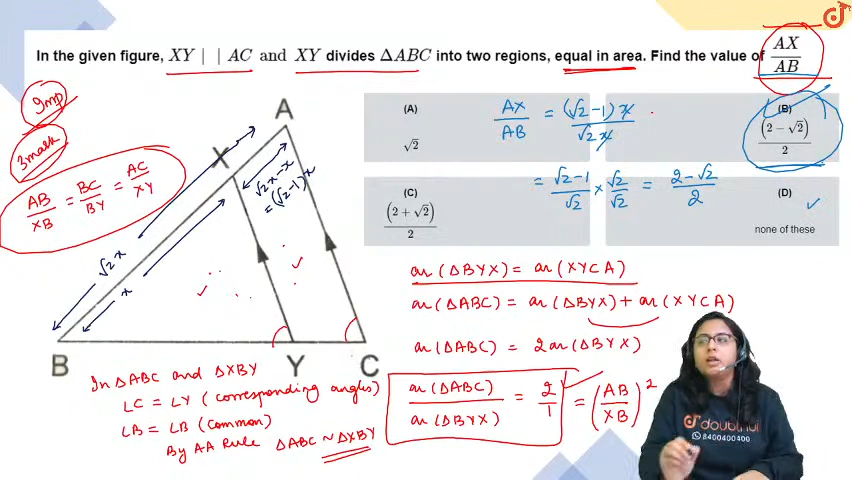 In the given figure, XY || AC and XY divides ΔABC into two regions, equal in area. Find the value of AX/AB
Imp
3 mark
AB/XB = BC/BY = AC/XY
(A)
√2
(B)
(2 − √2)/2
(C)
(2 + √2)/2
(D)
none of these
AX/AB = (√2−1)x/√2x
= √2−1/√2 × √2/√2 = 2−√2/2
A
X
B
Y
C
√2x
x
√2x−x
=(√2−1)x
ar(ΔBYX) = ar(XYCA)
ar(ΔABC) = ar(ΔBYX) + ar(XYCA)
ar(ΔABC) = 2ar(ΔBYX)
ar(ΔABC)/ar(ΔBYX) = 2/1 = (AB/XB)²
In ΔABC and ΔXBY
∠C = ∠Y (corresponding angles)
∠B = ∠B (common)
By AA Rule ΔABC ~ ΔXBY
doubtnut
8400400400